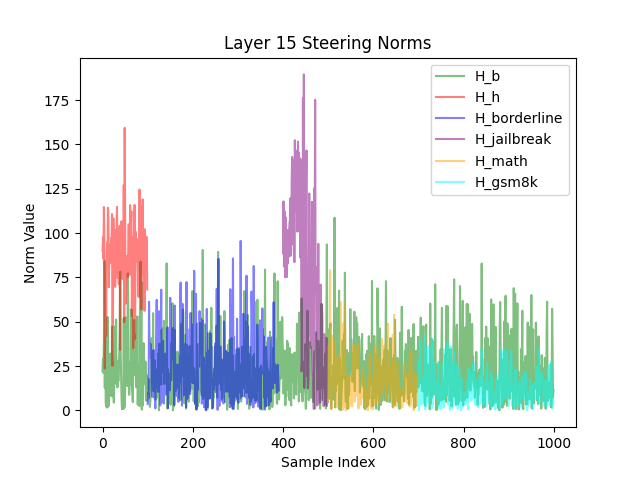 Layer 15 Steering Norms
H_b
H_h
H_borderline
H_jailbreak
H_math
H_gsm8k
Norm Value
175
150
125
100
75
50
25
0
0 200 400 600 800 1000
Sample Index